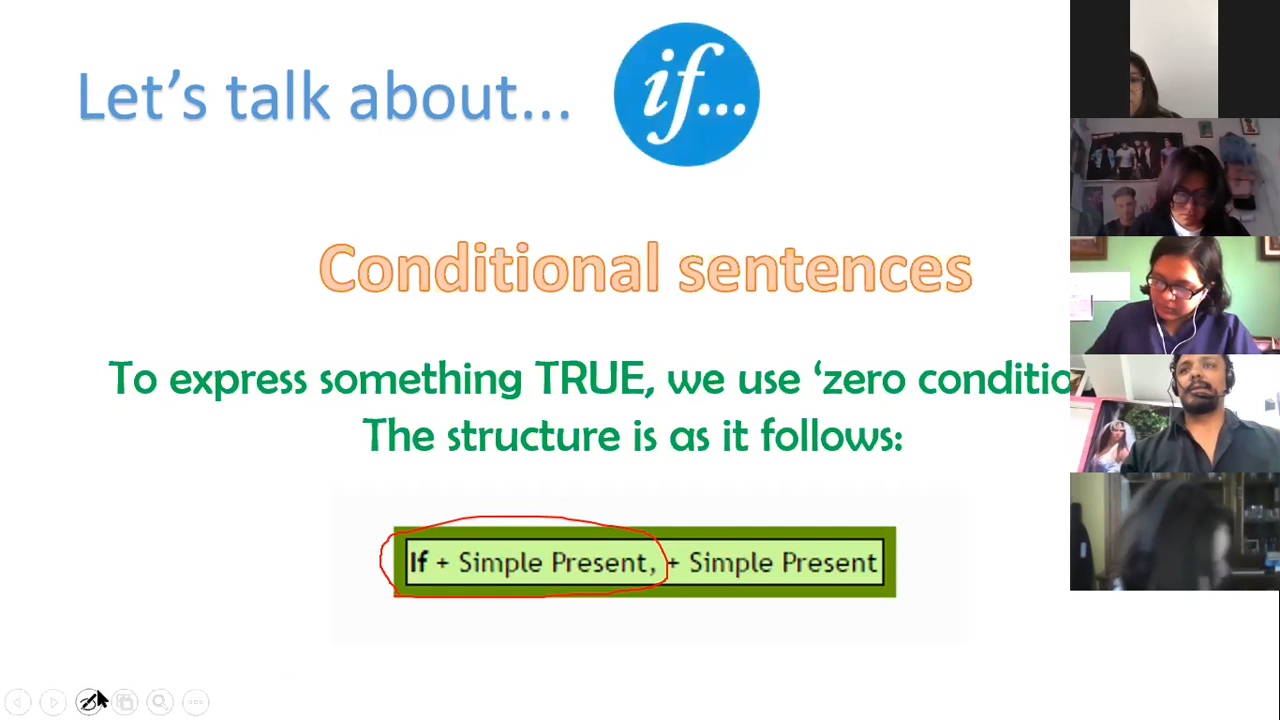 Let's talk about...
if...
Conditional sentences
To express something TRUE, we use ‘zero conditio
The structure is as it follows:
If + Simple Present, + Simple Present